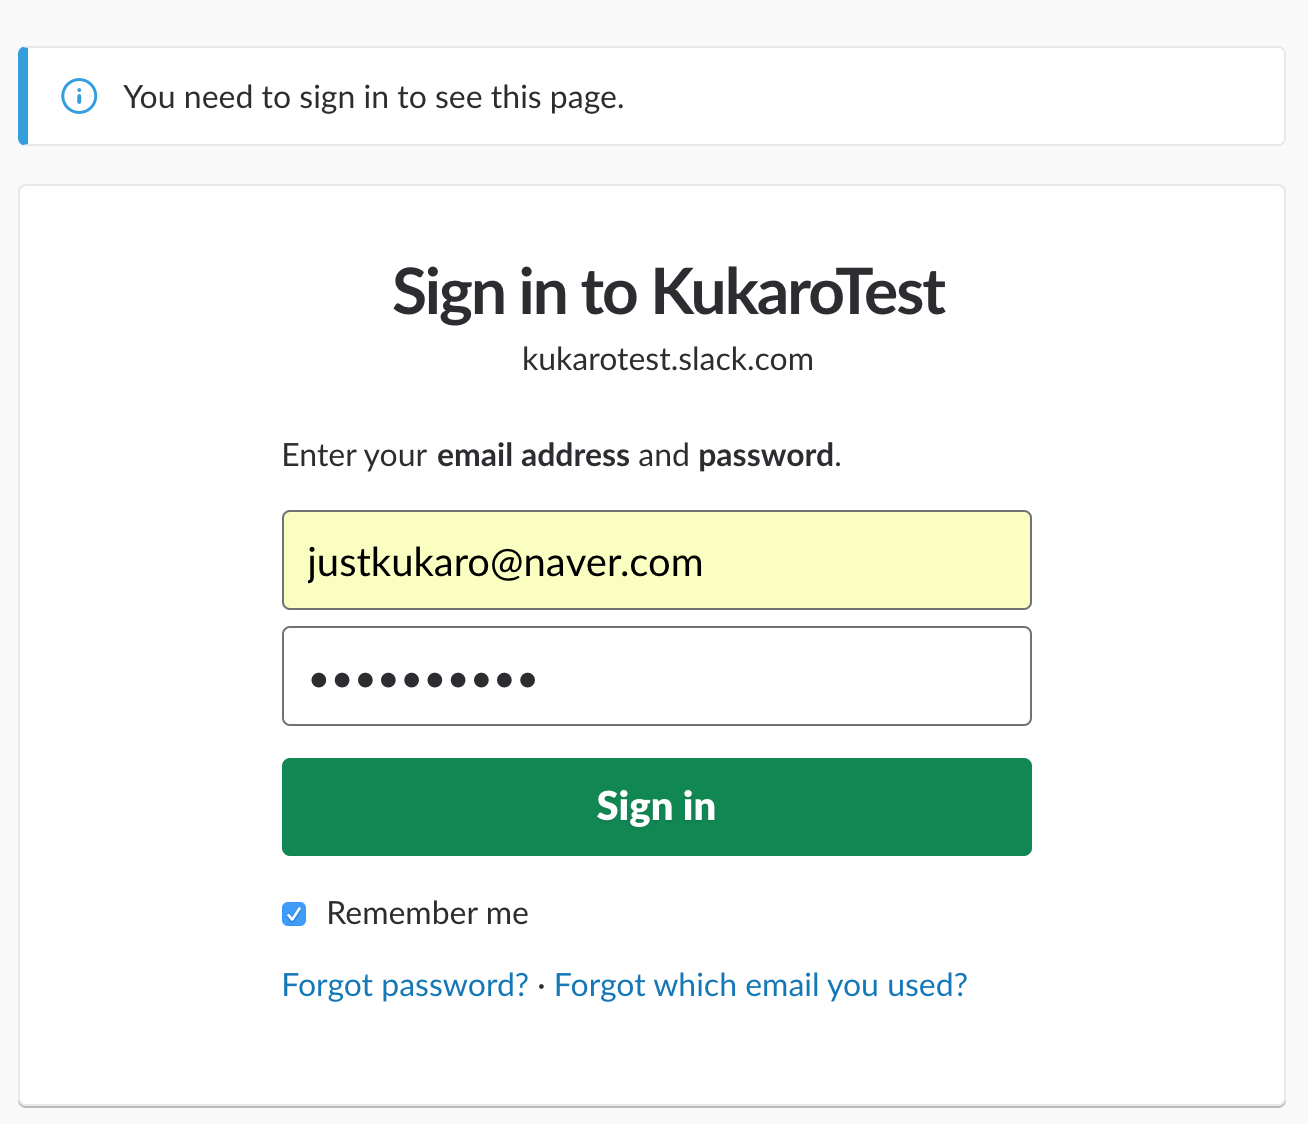 You need to sign in to see this page.
Sign in to KukaroTest
kukarotest.slack.com
Enter your email address and password.
justkukaro@naver.com
••••••••••
Sign in
Remember me
Forgot password? · Forgot which email you used?